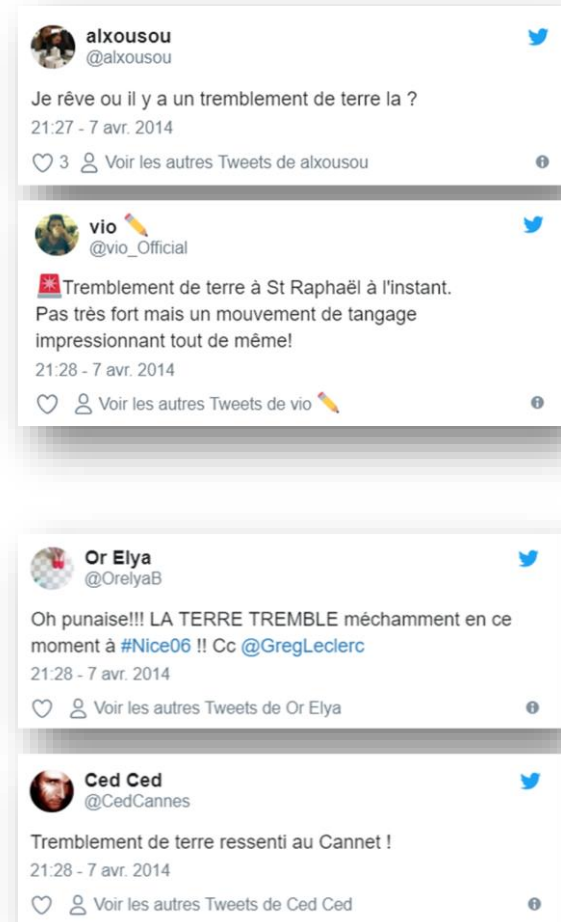 alxousou
@alxousou
Je rêve ou il y a un tremblement de terre la ?
21:27 - 7 avr. 2014
3 Voir les autres Tweets de alxousou
vio ✏️
@vio_Official
🚨Tremblement de terre à St Raphaël à l'instant.
Pas très fort mais un mouvement de tangage
impressionnant tout de même!
21:28 - 7 avr. 2014
Voir les autres Tweets de vio ✏️
Or Elya
@OrelyaB
Oh punaise!!! LA TERRE TREMBLE méchamment en ce
moment à #Nice06 !! Cc @GregLeclerc
21:28 - 7 avr. 2014
Voir les autres Tweets de Or Elya
Ced Ced
@CedCannes
Tremblement de terre ressenti au Cannet !
21:28 - 7 avr. 2014
Voir les autres Tweets de Ced Ced